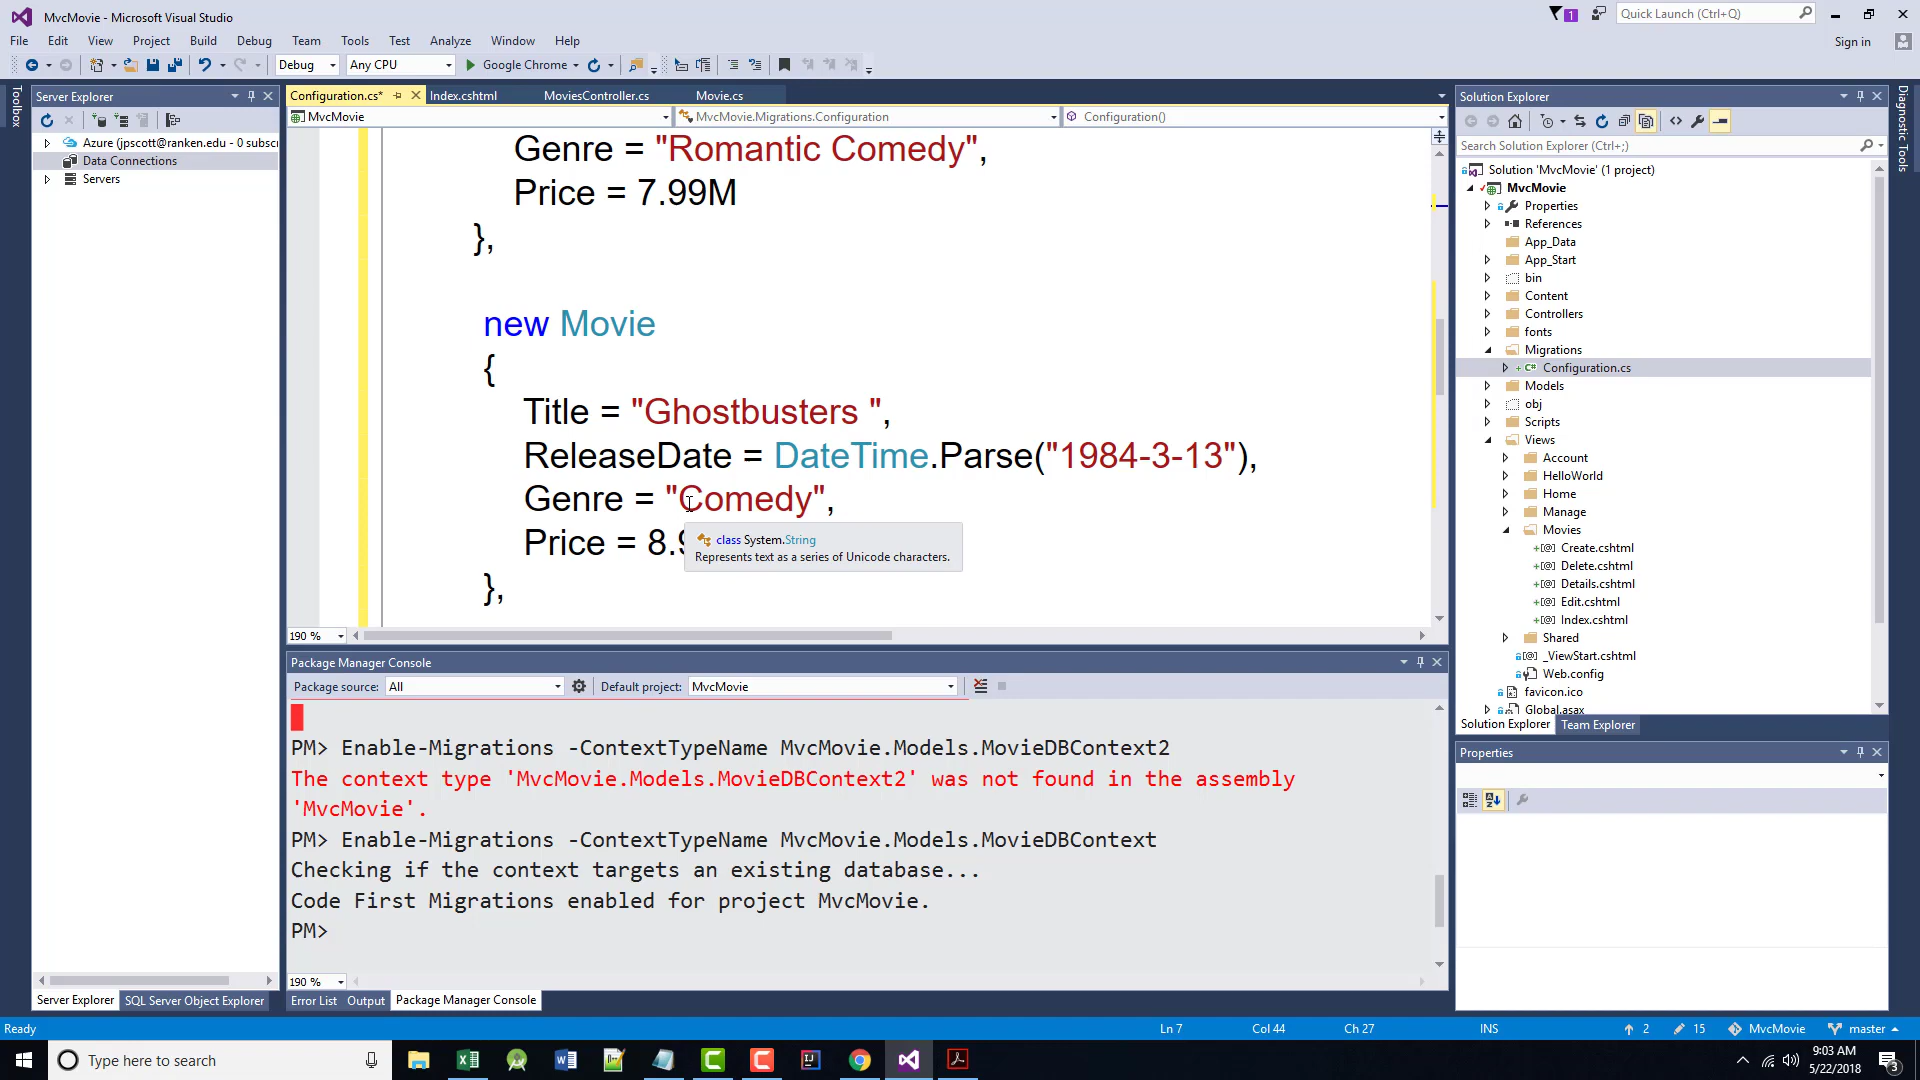 MvcMovie - Microsoft Visual Studio
1
Quick Launch (Ctrl+Q)
File Edit View Project Build Debug Team Tools Test Analyze Window Help
Sign in
Debug Any CPU Google Chrome
Toolbox
Server Explorer
Azure (jpscott@ranken.edu - 0 subscr
Data Connections
Servers
Configuration.cs* Index.cshtml MoviesController.cs Movie.cs
MvcMovie MvcMovie.Migrations.Configuration Configuration()
Genre = "Romantic Comedy",
Price = 7.99M
},
new Movie
{
Title = "Ghostbusters ",
ReleaseDate = DateTime.Parse("1984-3-13"),
Genre = "Comedy",
Price = 8.9
class System.String
Represents text as a series of Unicode characters.
},
190 %
Package Manager Console
Package source: All Default project: MvcMovie
PM> Enable-Migrations -ContextTypeName MvcMovie.Models.MovieDBContext2
The context type 'MvcMovie.Models.MovieDBContext2' was not found in the assembly
'MvcMovie'.
PM> Enable-Migrations -ContextTypeName MvcMovie.Models.MovieDBContext
Checking if the context targets an existing database...
Code First Migrations enabled for project MvcMovie.
PM>
190 %
Server Explorer SQL Server Object Explorer
Error List Output Package Manager Console
Solution Explorer
Search Solution Explorer (Ctrl+;)
Solution 'MvcMovie' (1 project)
MvcMovie
Properties
References
App_Data
App_Start
bin
Content
Controllers
fonts
Migrations
Configuration.cs
Models
obj
Scripts
Views
Account
HelloWorld
Home
Manage
Movies
Create.cshtml
Delete.cshtml
Details.cshtml
Edit.cshtml
Index.cshtml
Shared
_ViewStart.cshtml
Web.config
favicon.ico
Global.asax
Solution Explorer Team Explorer
Properties
Diagnostic Tools
Ready Ln 7 Col 44 Ch 27 INS 2 15 MvcMovie master
Type here to search
9:03 AM
5/22/2018
3